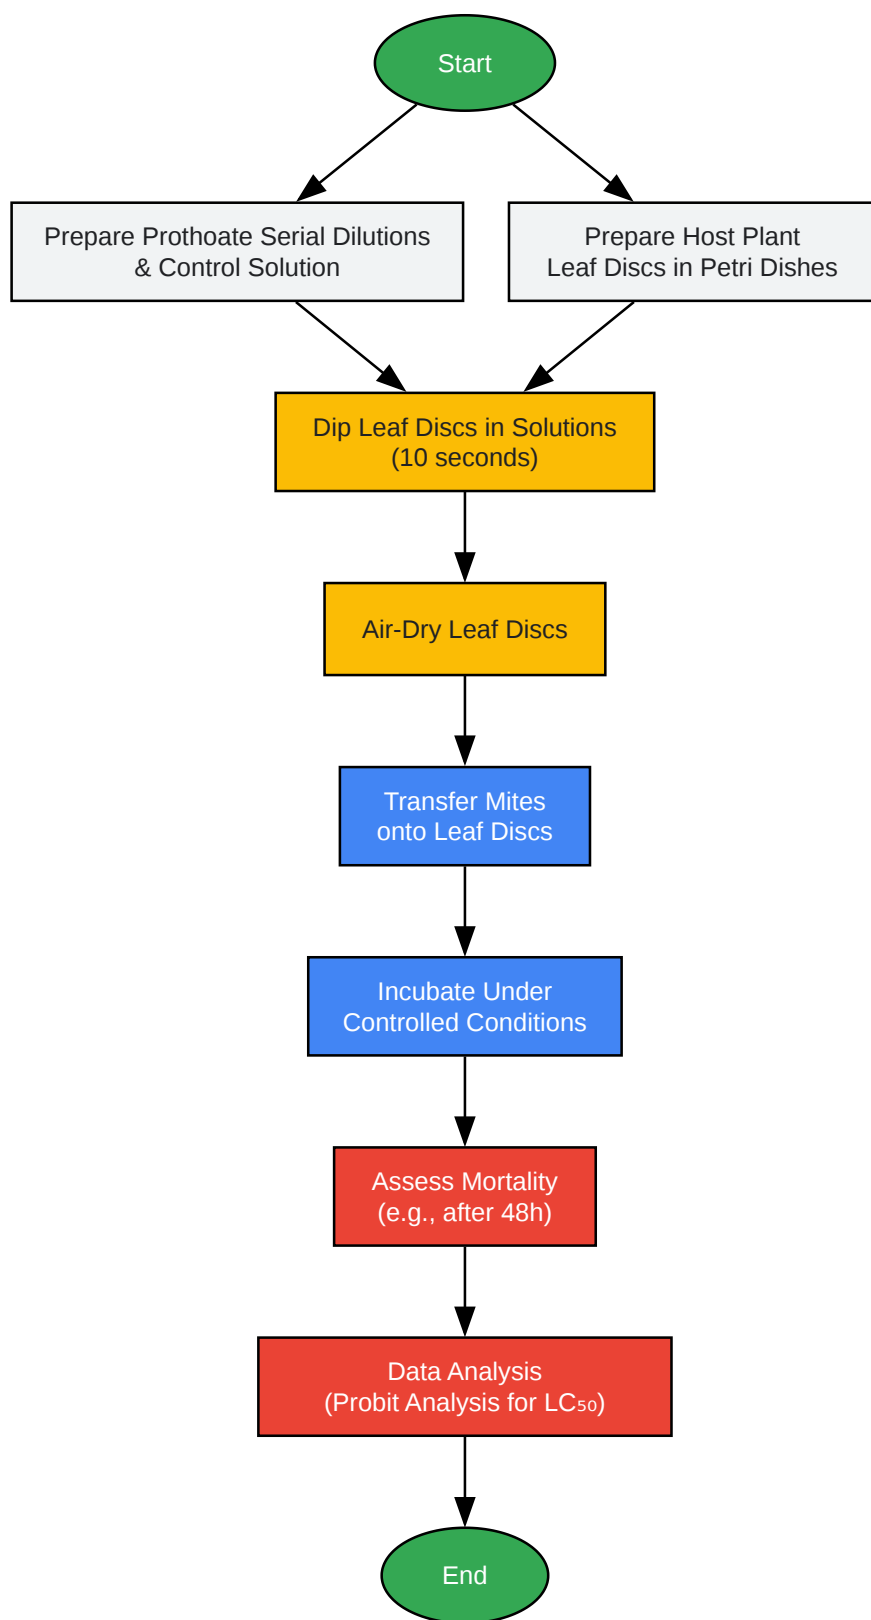 Start
Prepare Prothoate Serial Dilutions
& Control Solution
Prepare Host Plant
Leaf Discs in Petri Dishes
Dip Leaf Discs in Solutions
(10 seconds)
Air-Dry Leaf Discs
Transfer Mites
onto Leaf Discs
Incubate Under
Controlled Conditions
Assess Mortality
(e.g., after 48h)
Data Analysis
(Probit Analysis for LC₅₀)
End